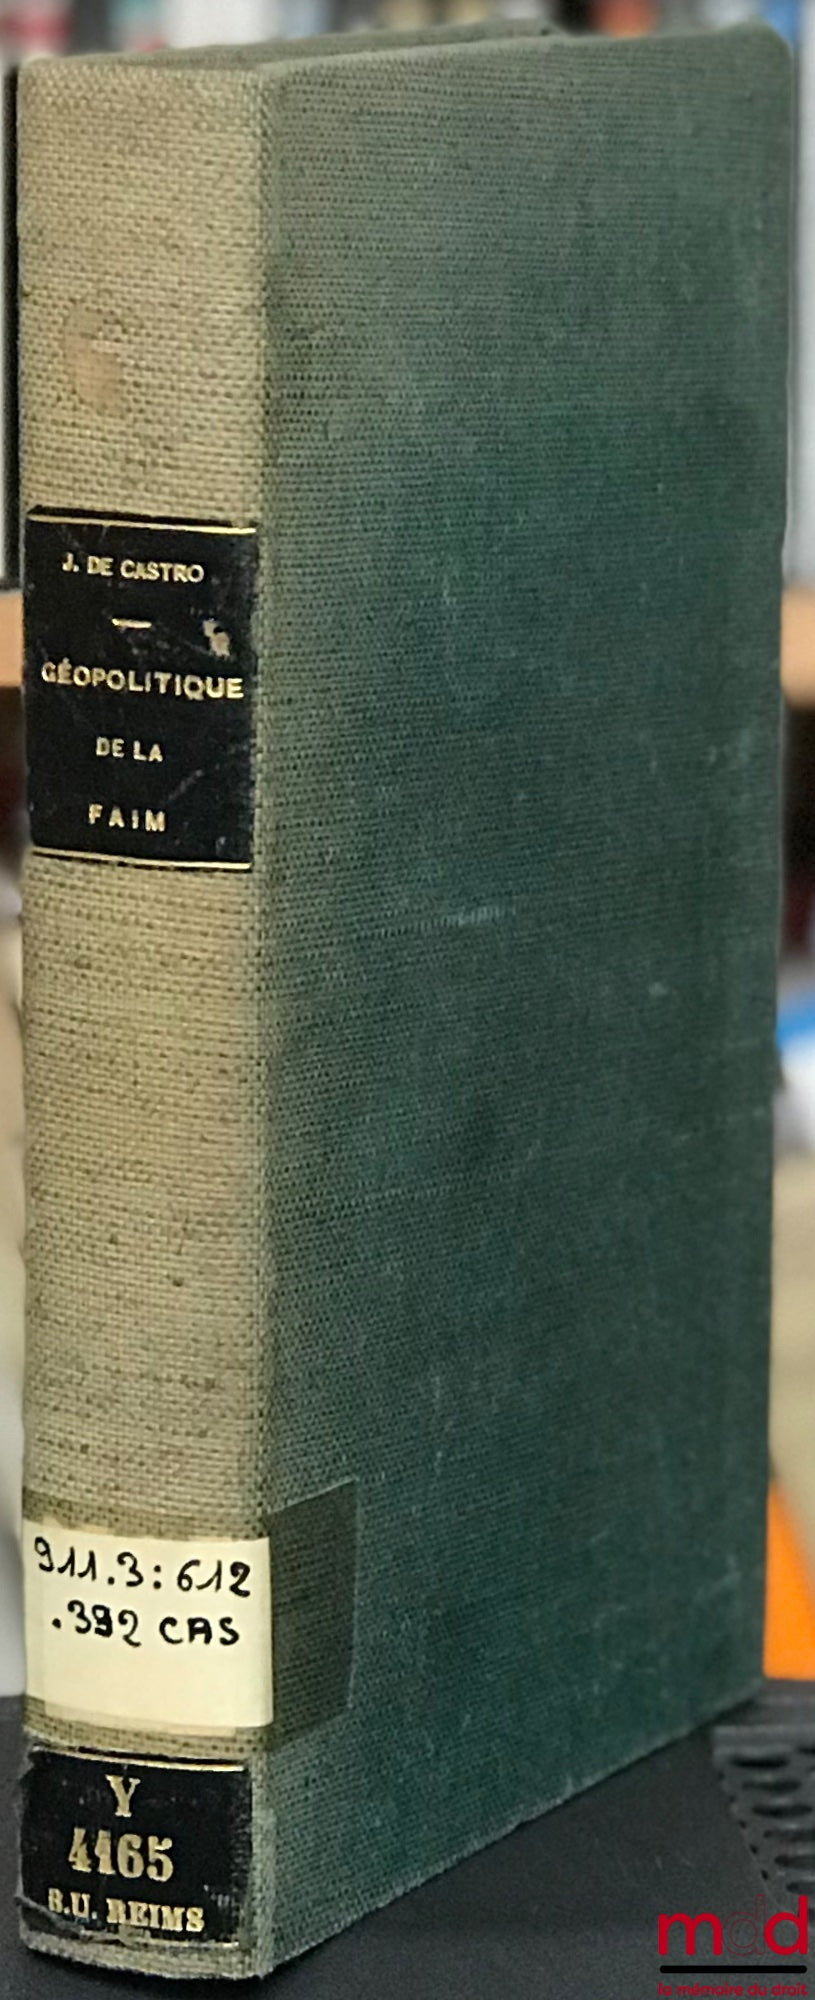 J. DE CASTRO
GÉOPOLITIQUE
DE LA
FAIM
911.3:612
.392 CAS
Y
4165
B.U. REIMS
mdd
la mémoire du droit